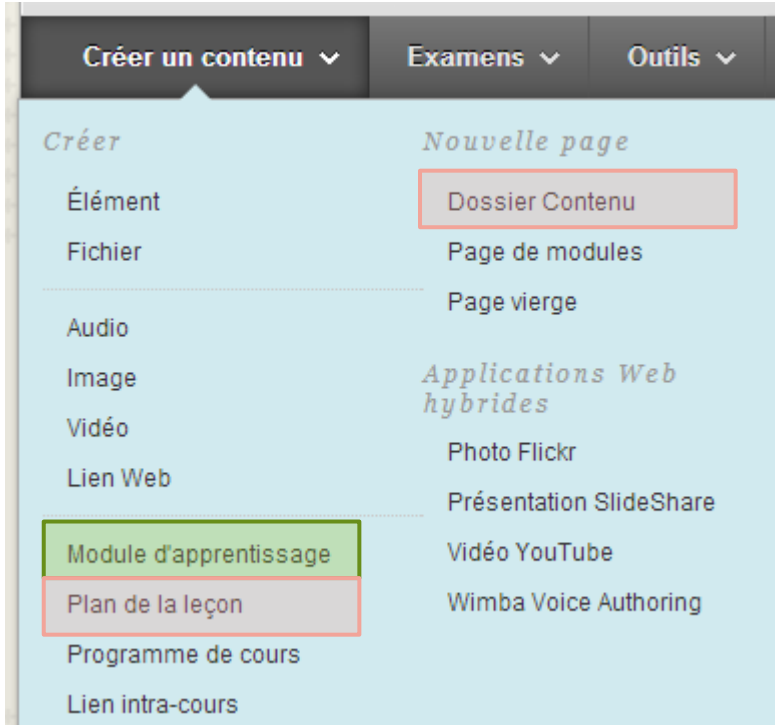 Créer un contenu
Examens
Outils
Créer
Élément
Fichier
Audio
Image
Vidéo
Lien Web
Module d'apprentissage
Plan de la leçon
Programme de cours
Lien intra-cours
Nouvelle page
Dossier Contenu
Page de modules
Page vierge
Applications Web
hybrides
Photo Flickr
Présentation SlideShare
Vidéo YouTube
Wimba Voice Authoring